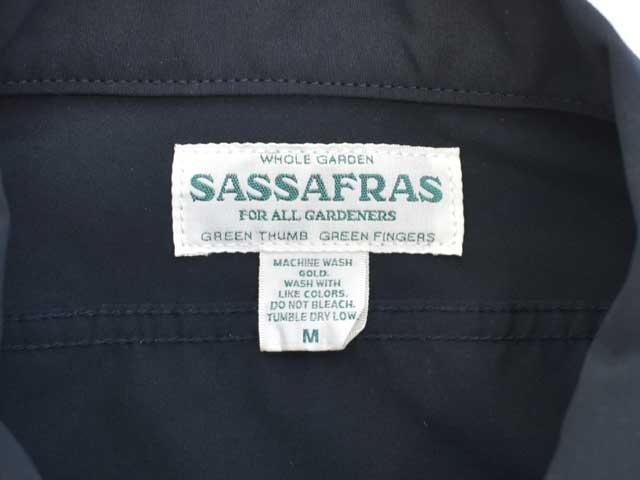 WHOLE GARDEN
SASSAFRAS
FOR ALL GARDENERS
GREEN THUMB GREEN FINGERS
MACHINE WASH
GOLD.
WASH WITH
LIKE COLORS.
DO NOT BLEACH.
TUMBLE DRY LOW.
M